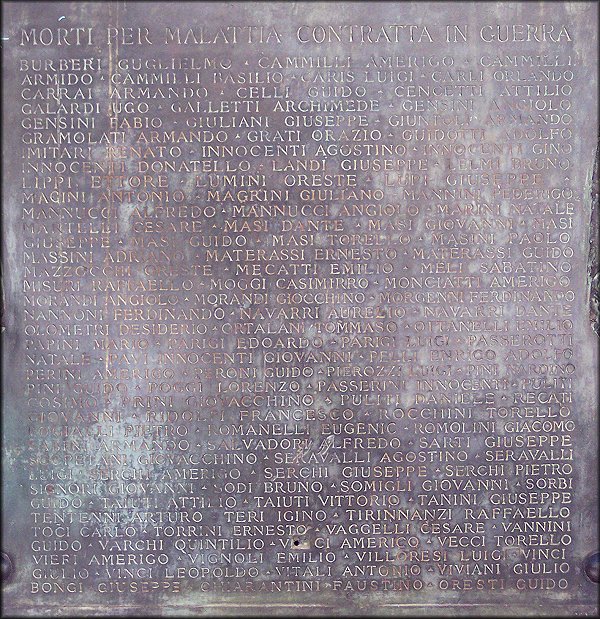 MORTI PER MALATTIA CONTRATTA IN GUERRA
BURBERI GUGLIELMO · CAMMILLI AMERIGO · CAMMILLI
ARMIDO · CAMMILLI BASILIO · CARIS LUIGI · CARLI ORLANDO
CARRAI ARMANDO · CELLI GUIDO · CENCETTI ATTILIO
GALARDI UGO · GALLETTI ARCHIMEDE · GENSINI ANGIOLO
GENSINI FABIO · GIULIANI GIUSEPPE · GIUNTOLI ARMANDO
GRAMOLATI ARMANDO · GRATI ORAZIO · GUIDOTTI ADOLFO
IMITARI RENATO · INNOCENTI AGOSTINO · INNOCENTI GINO
INNOCENTI DONATELLO · LANDI GIUSEPPE · LELMI BRUNO
LIPPI ETTORE · LUMINI ORESTE · LUPI GIUSEPPE ·
MAGINI ANTONIO · MAGRINI GIULIANO · MANNINI FEDERIGO
MANNUCCI ALFREDO · MANNUCCI ANGIOLO · MARINI NATALE
MARTELLI CESARE · MASI DANTE · MASI GIOVANNI · MASI
GIUSEPPE · MASI GUIDO · MASI TORELLO · MASINI PAOLO
MASSINI ADRIANO · MATERASSI ERNESTO · MATERASSI GUIDO
MAZZOCCHI ORESTE · MECATTI EMILIO · MELI SABATINO
MISURI RAFFAELLO · MOGGI CASIMIRRO · MONCIATTI AMERIGO
MORANDI ANGIOLO · MORANDI GIOCCHINO · MORGENNI FERDINANDO
NANNONI FERDINANDO · NAVARRI AURELIO · NAVARRI DANTE
OLOMETRI DESIDERIO · ORTALANI TOMMASO · OTTANELLI
PAPINI MARIO · PARIGI EDOARDO · PARIGI LUIGI · PASSEROTTI
NATALE · PAVI INNOCENTI GIOVANNI · PELLI ENRICO ADOLFO
PERINI AMERIGO · PERONI GUIDO · PIEROZZI LUIGI · PINI NARCISO
PINI GUIDO · POGGI LORENZO · PASSERINI INNOCENTI · PULITI
COSIMO · PRINI GIOVACCHINO · PULITI DANIELE · RECATI
GIOVANNI · RIDOLFI FRANCESCO · ROCCHINI TORELLO
PIETRO · ROMANELLI EUGENIC · ROMOLINI GIACOMO
ARMANDO · SALVADORI ALFREDO · SARTI GIUSEPPE
GIOVACCHINO · SERAVALLI AGOSTINO · SERAVALLI
LUIGI · SERCHI AMERIGO · SERCHI GIUSEPPE · SERCHI PIETRO
SIGNORI GIOVANNI · SODI BRUNO · SOMIGLI GIOVANNI · SORBI
GUIDO · TAIUTI ATTILIO · TAIUTI VITTORIO · TANINI GIUSEPPE
TENTENNI ARTURO · TERI IGINO · TIRINNANZI RAFFAELLO
TOCI CARLO · TORRINI ERNESTO · VAGGELLI CESARE · VANNINI
GUIDO · VARCHI QUINTILIO · AMERICO · VECCI TORELLO
VIERI AMERIGO · VIGNOLI EMILIO · VILLORESI LUIGI · VINCI
GIULIO · VINCI LEOPOLDO · VITALI ANTONIO · VIVIANI GIULIO
BONGI GIUSEPPE · CHIARANTINI FAUSTINO · ORESTI GUIDO